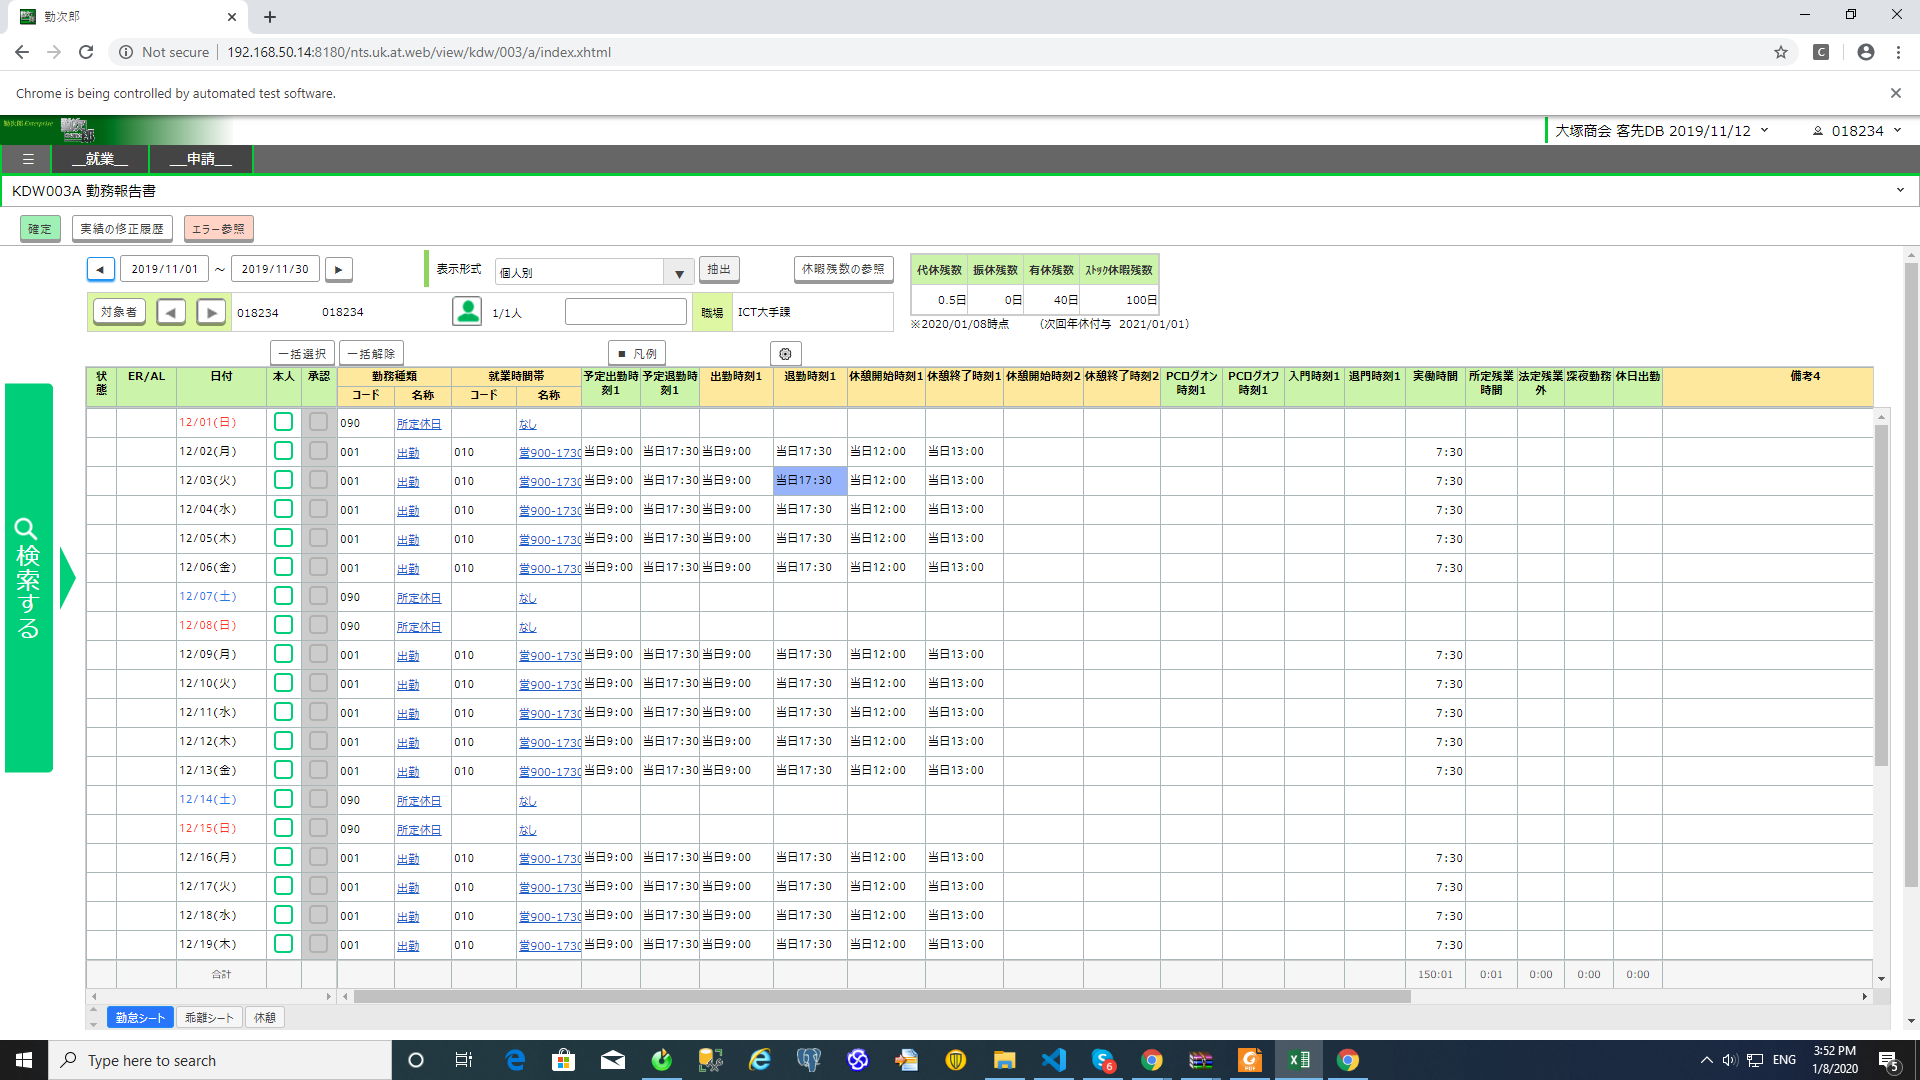 勤次郎
Not secure 192.168.50.14:8180/nts.uk.at.web/view/kdw/003/a/index.xhtml
Chrome is being controlled by automated test software.
勤次郎 Enterprise
大塚商会 客先DB 2019/11/12 018234
__就業__ __申請__
KDW003A 勤務報告書
確定 実績の修正履歴 エラー参照
◀ 2019/11/01 ～ 2019/11/30 ▶ 表示形式 個人別 ▼ 抽出 休暇残数の参照
代休残数 振休残数 有休残数 ｽﾄｯｸ休暇残数
0.5日 0日 40日 100日
※2020/01/08時点 (次回年休付与 2021/01/01)
対象者 ◀ ▶ 018234 018234 1/1人 職場 ICT大手課
一括選択 一括解除 ■ 凡例
状態 ER/AL 日付 本人 承認 勤務種類 就業時間帯 予定出勤時刻1 予定退勤時刻1 出勤時刻1 退勤時刻1 休憩開始時刻1 休憩終了時刻1 休憩開始時刻2 休憩終了時刻2 PCログオン時刻1 PCログオフ時刻1 入門時刻1 退門時刻1 実働時間 所定残業時間 法定残業外 深夜勤務 休日出勤 備考4
コード 名称 コード 名称
12/01(日) 090 所定休日 なし
12/02(月) 001 出勤 010 営900-1730 当日9:00 当日17:30 当日9:00 当日17:30 当日12:00 当日13:00 7:30
12/03(火) 001 出勤 010 営900-1730 当日9:00 当日17:30 当日9:00 当日17:30 当日12:00 当日13:00 7:30
12/04(水) 001 出勤 010 営900-1730 当日9:00 当日17:30 当日9:00 当日17:30 当日12:00 当日13:00 7:30
12/05(木) 001 出勤 010 営900-1730 当日9:00 当日17:30 当日9:00 当日17:30 当日12:00 当日13:00 7:30
12/06(金) 001 出勤 010 営900-1730 当日9:00 当日17:30 当日9:00 当日17:30 当日12:00 当日13:00 7:30
12/07(土) 090 所定休日 なし
12/08(日) 090 所定休日 なし
12/09(月) 001 出勤 010 営900-1730 当日9:00 当日17:30 当日9:00 当日17:30 当日12:00 当日13:00 7:30
12/10(火) 001 出勤 010 営900-1730 当日9:00 当日17:30 当日9:00 当日17:30 当日12:00 当日13:00 7:30
12/11(水) 001 出勤 010 営900-1730 当日9:00 当日17:30 当日9:00 当日17:30 当日12:00 当日13:00 7:30
12/12(木) 001 出勤 010 営900-1730 当日9:00 当日17:30 当日9:00 当日17:30 当日12:00 当日13:00 7:30
12/13(金) 001 出勤 010 営900-1730 当日9:00 当日17:30 当日9:00 当日17:30 当日12:00 当日13:00 7:30
12/14(土) 090 所定休日 なし
12/15(日) 090 所定休日 なし
12/16(月) 001 出勤 010 営900-1730 当日9:00 当日17:30 当日9:00 当日17:30 当日12:00 当日13:00 7:30
12/17(火) 001 出勤 010 営900-1730 当日9:00 当日17:30 当日9:00 当日17:30 当日12:00 当日13:00 7:30
12/18(水) 001 出勤 010 営900-1730 当日9:00 当日17:30 当日9:00 当日17:30 当日12:00 当日13:00 7:30
12/19(木) 001 出勤 010 営900-1730 当日9:00 当日17:30 当日9:00 当日17:30 当日12:00 当日13:00 7:30
合計 150:01 0:01 0:00 0:00 0:00
検索する
勤怠シート 乖離シート 休憩
Type here to search
6
ENG
3:52 PM
1/8/2020
5